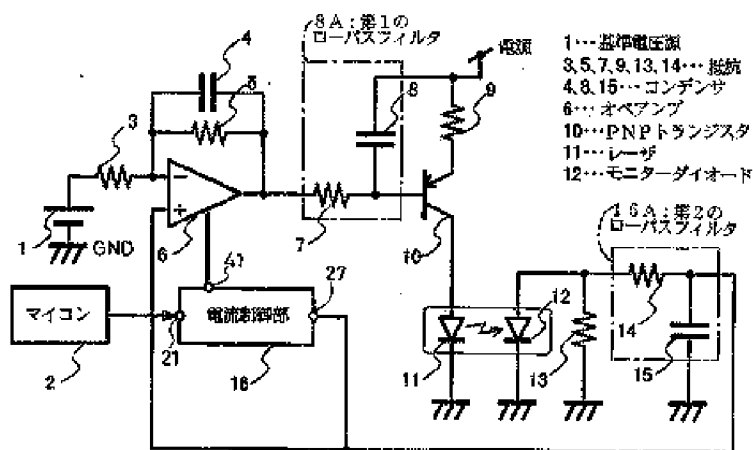 8A:第1の
ローパスフィルタ
電源
4
5
3
8
9
1…基準電圧源
3,5,7,9,13,14…抵抗
4,8,15…コンデンサ
6…オペアンプ
10…PNPトランジスタ
11…レーザ
12…モニターダイオード
16A:第2の
ローパスフィルタ
1
GND
6
7
10
マイコン
2
21
電流制御部
16
27
11
12
13
14
15